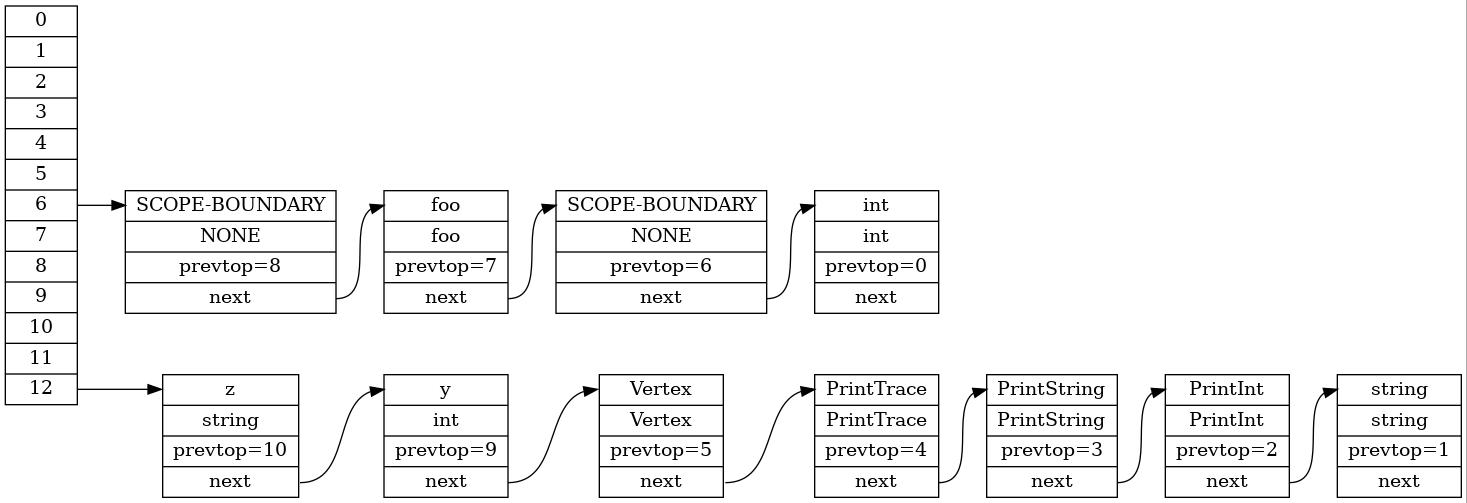 0
1
2
3
4
5
6
7
8
9
10
11
12
SCOPE-BOUNDARY
NONE
prevtop=8
next
foo
foo
prevtop=7
next
SCOPE-BOUNDARY
NONE
prevtop=6
next
int
int
prevtop=0
next
z
string
prevtop=10
next
y
int
prevtop=9
next
Vertex
Vertex
prevtop=5
next
PrintTrace
PrintTrace
prevtop=4
next
PrintString
PrintString
prevtop=3
next
PrintInt
PrintInt
prevtop=2
next
string
string
prevtop=1
next